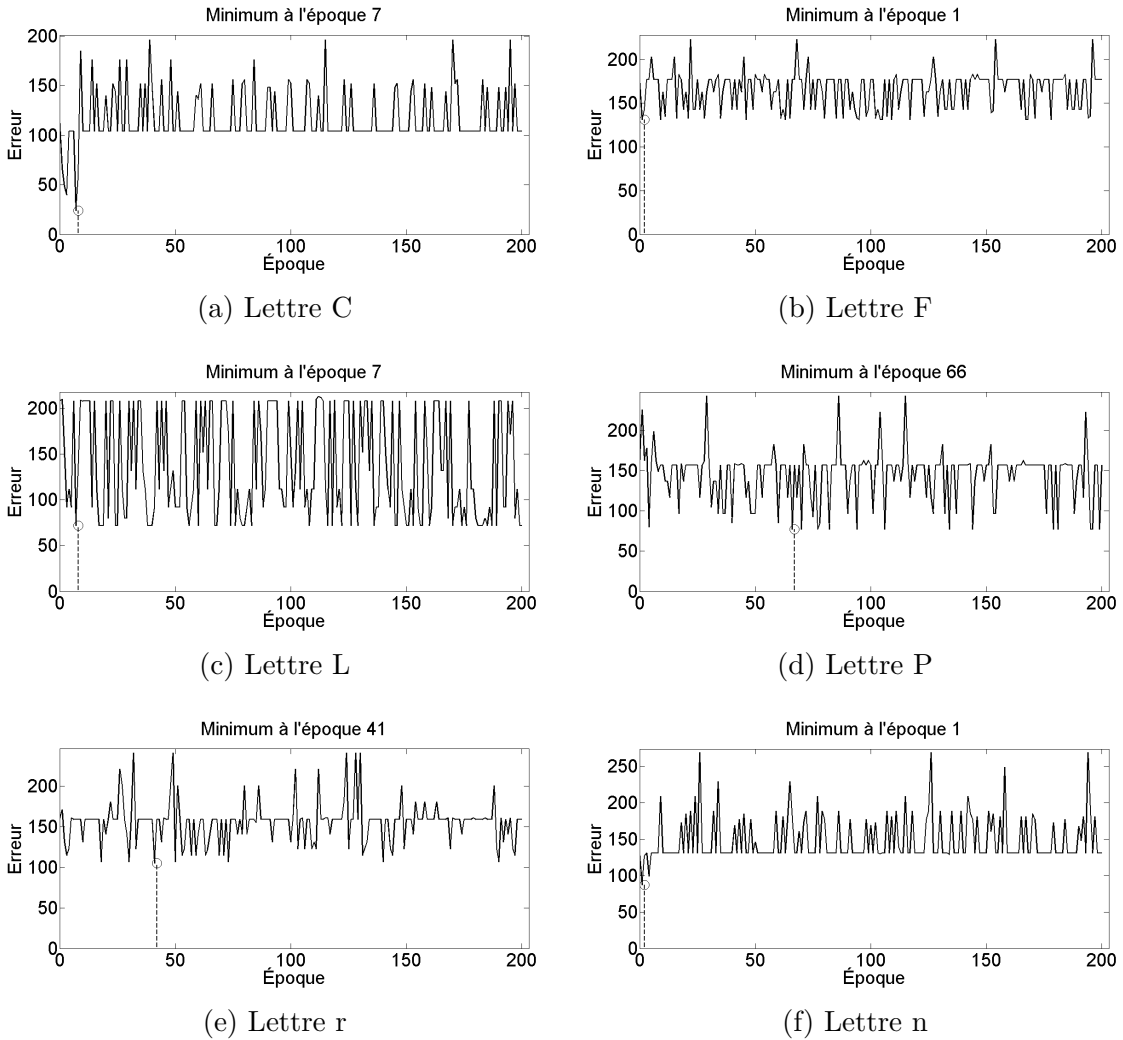 Minimum à l'époque 7
200
150
100
50
0
Erreur
0 50 100 150 200
Époque
(a) Lettre C
Minimum à l'époque 1
200
150
100
50
0
Erreur
0 50 100 150 200
Époque
(b) Lettre F
Minimum à l'époque 7
200
150
100
50
0
Erreur
0 50 100 150 200
Époque
(c) Lettre L
Minimum à l'époque 66
200
150
100
50
0
Erreur
0 50 100 150 200
Époque
(d) Lettre P
Minimum à l'époque 41
200
150
100
50
0
Erreur
0 50 100 150 200
Époque
(e) Lettre r
Minimum à l'époque 1
250
200
150
100
50
0
Erreur
0 50 100 150 200
Époque
(f) Lettre n